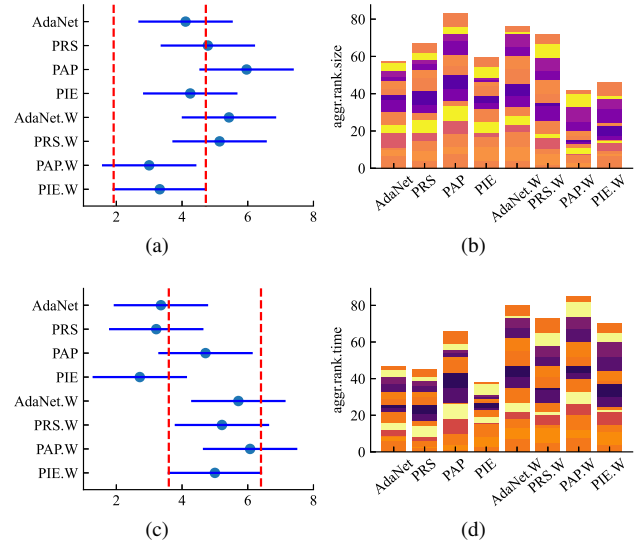 AdaNet
PRS
PAP
PIE
AdaNet.W
PRS.W
PAP.W
PIE.W
2 4 6 8
(a)
aggr.rank.size
80
60
40
20
0
AdaNet PRS PAP PIE AdaNet.W PRS.W PAP.W PIE.W
(b)
AdaNet
PRS
PAP
PIE
AdaNet.W
PRS.W
PAP.W
PIE.W
2 4 6 8
(c)
aggr.rank.time
80
60
40
20
0
AdaNet PRS PAP PIE AdaNet.W PRS.W PAP.W PIE.W
(d)